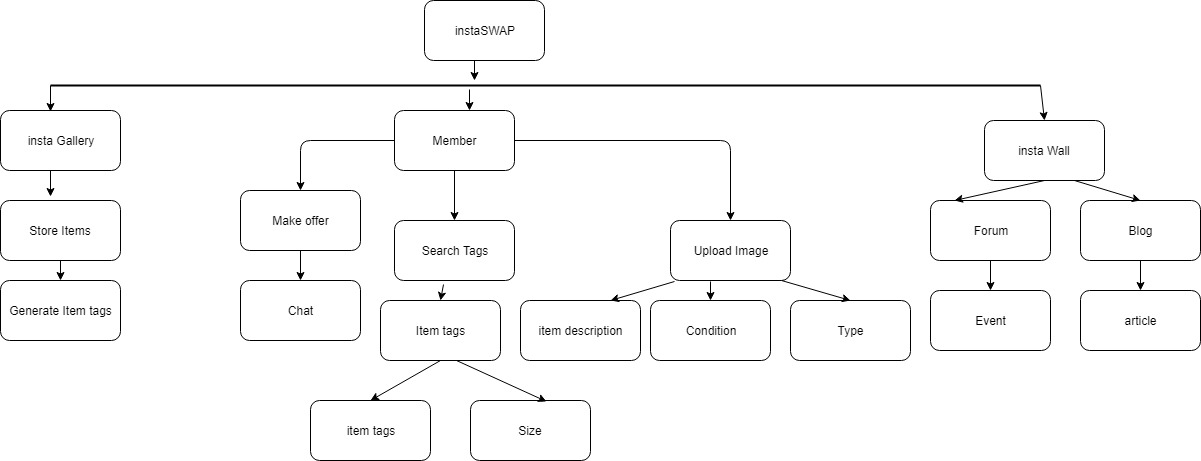 instaSWAP
insta Gallery
Member
insta Wall
Make offer
Store Items
Search Tags
Upload Image
Forum
Blog
Generate Item tags
Chat
Item tags
item description
Condition
Type
Event
article
item tags
Size